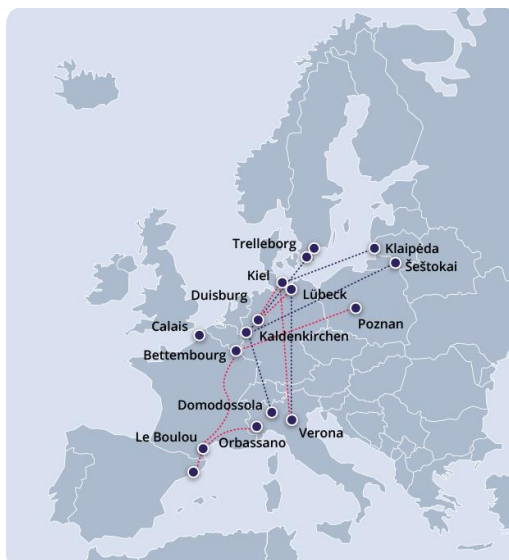 Trelleborg
Klaipėda
Šeštokai
Kiel
Duisburg
Lübeck
Poznan
Calais
Kaldenkirchen
Bettembourg
Domodossola
Verona
Le Boulou
Orbassano